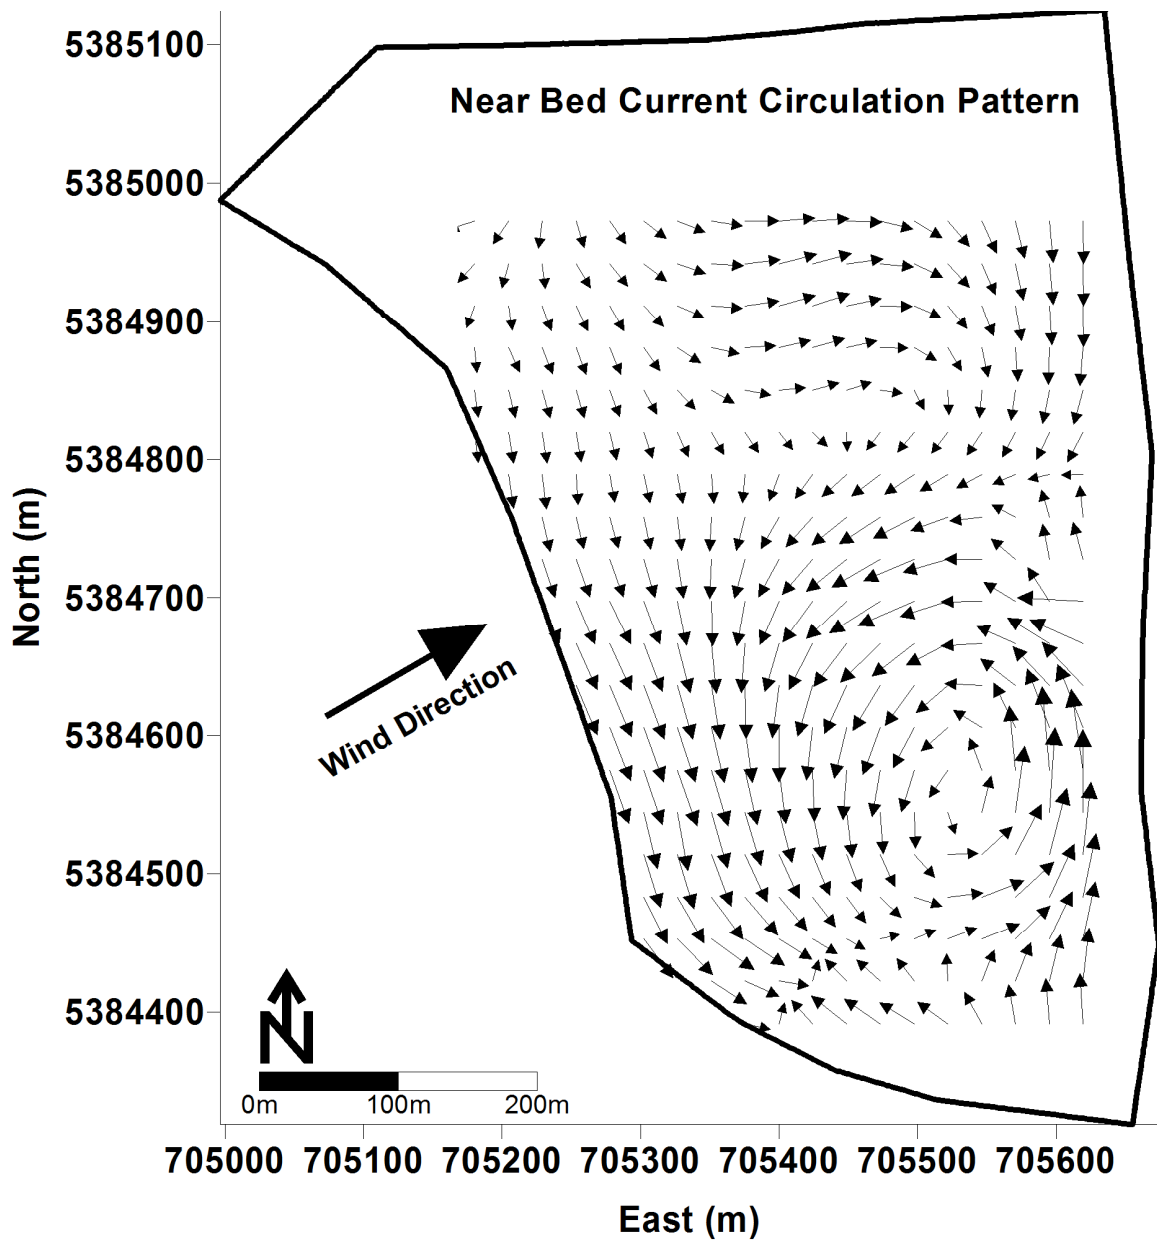 Near Bed Current Circulation Pattern
5385100
5385000
5384900
5384800
5384700
5384600
5384500
5384400
North (m)
Wind Direction
N
0m 100m 200m
705000 705100 705200 705300 705400 705500 705600
East (m)